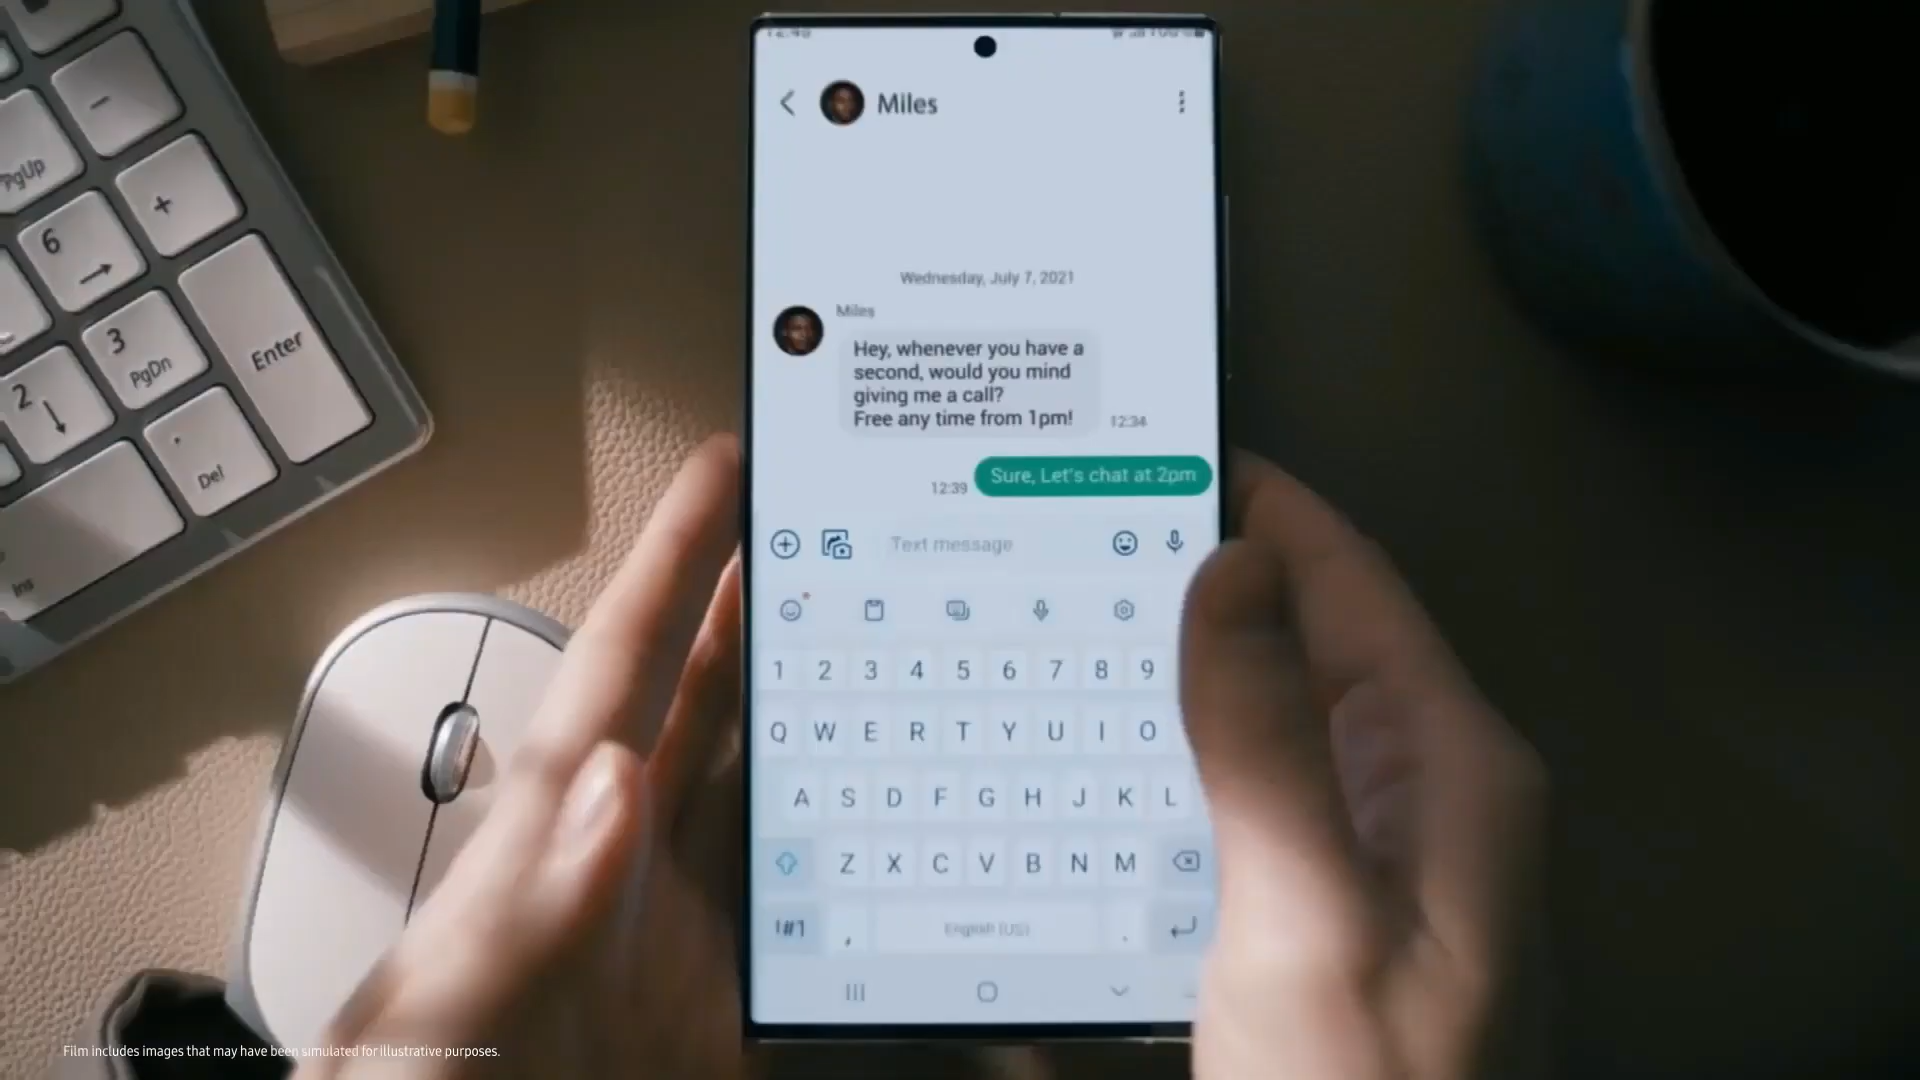 Miles
Wednesday, July 7, 2021
Miles
Hey, whenever you have a
second, would you mind
giving me a call?
Free any time from 1pm!
12:34
Sure, Let's chat at 2pm
12:39
Text message
1 2 3 4 5 6 7 8 9
Q W E R T Y U I O
A S D F G H J K L
Z X C V B N M
!#1 , English (US) .
-
PgUp
+
6
3
PgDn
Enter
2
.
Del
Ins
Film includes images that may have been simulated for illustrative purposes.